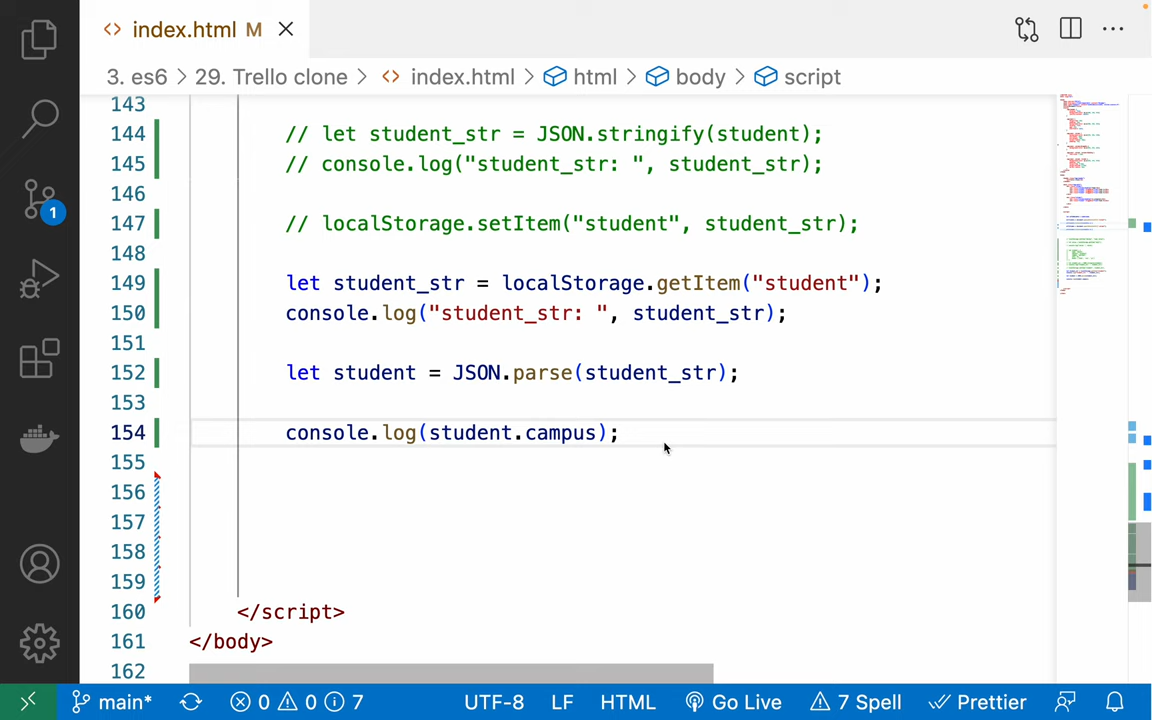 index.html M
3. es6 > 29. Trello clone > index.html > html > body > script
143
144 // let student_str = JSON.stringify(student);
145 // console.log("student_str: ", student_str);
146
147 // localStorage.setItem("student", student_str);
148
149 let student_str = localStorage.getItem("student");
150 console.log("student_str: ", student_str);
151
152 let student = JSON.parse(student_str);
153
154 console.log(student.campus);
155
156
157
158
159
160 </script>
161 </body>
162
1
main* 0 0 7 UTF-8 LF HTML Go Live 7 Spell Prettier